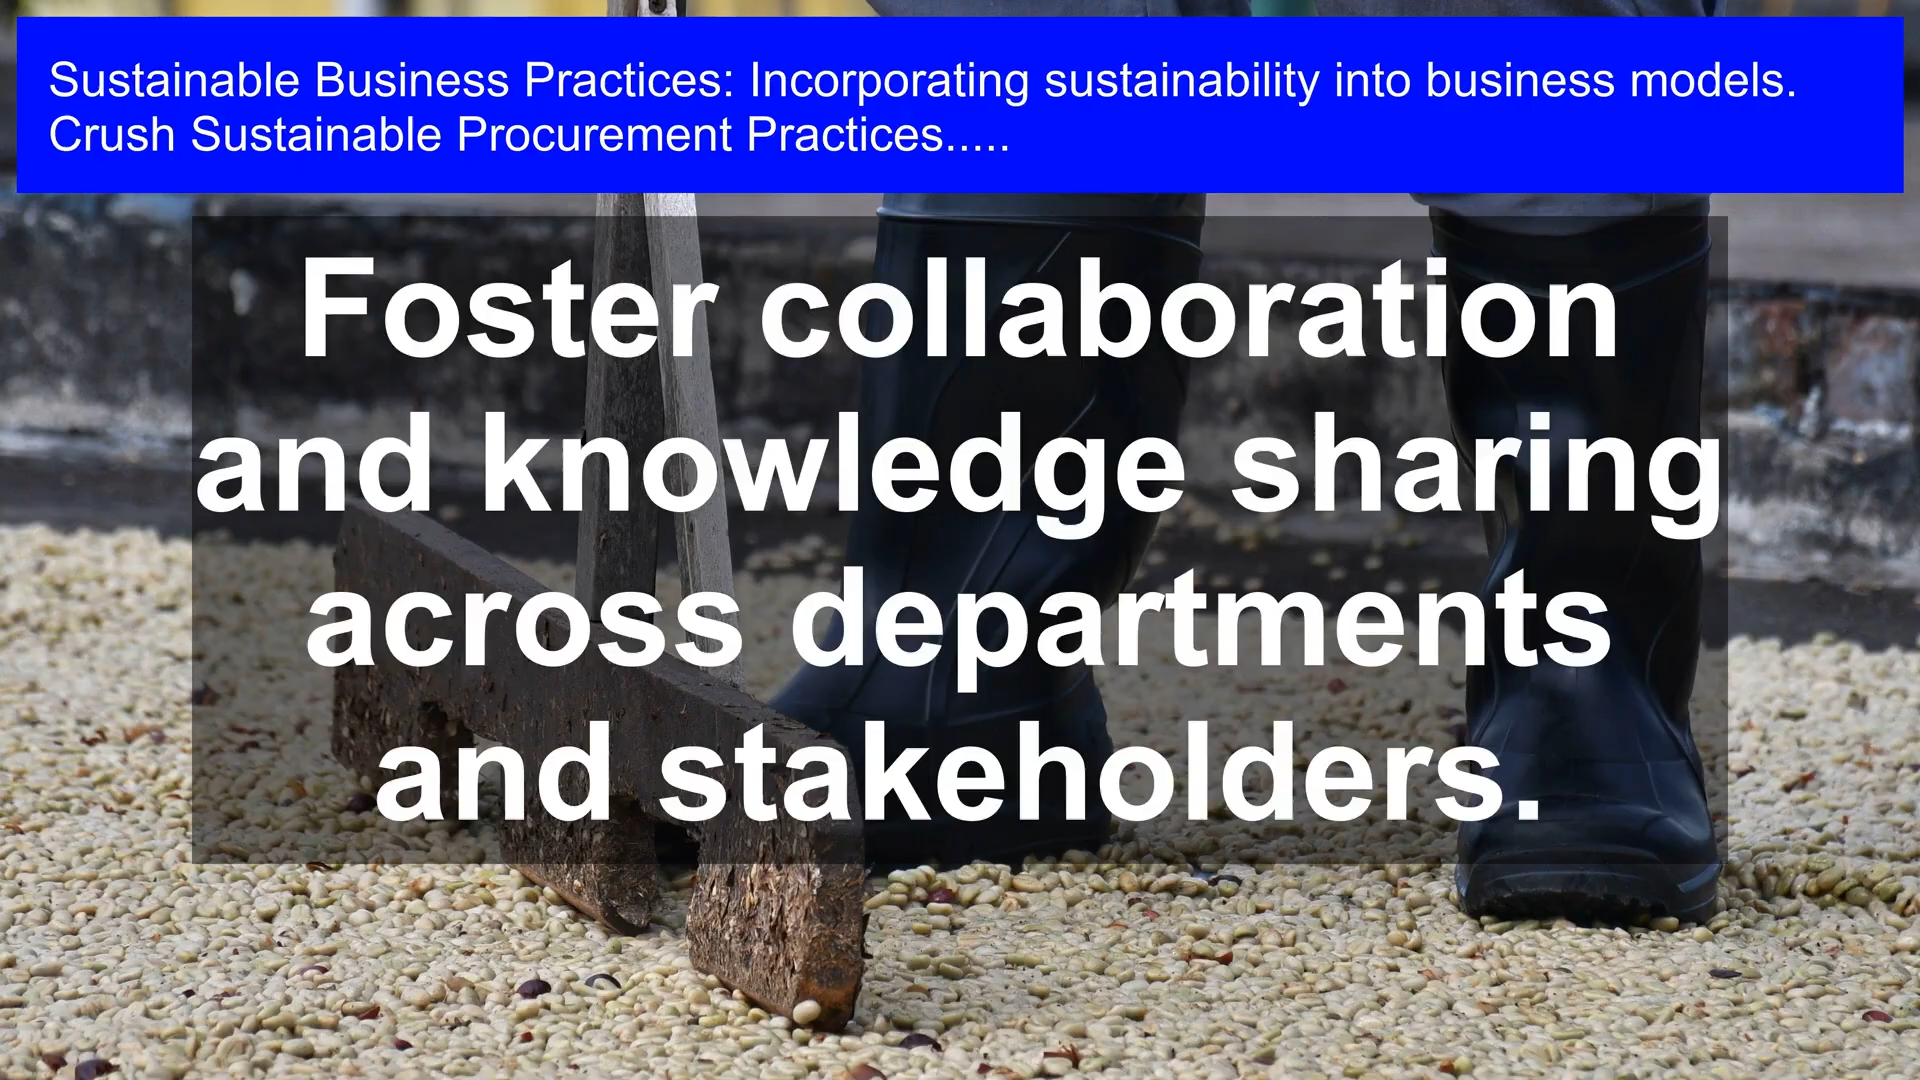 Sustainable Business Practices: Incorporating sustainability into business models.
Crush Sustainable Procurement Practices.....
Foster collaboration
and knowledge sharing
across departments
and stakeholders.